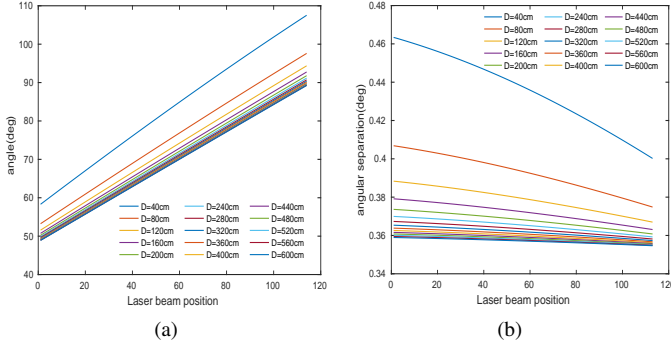 110
100
90
80
70
60
50
40
angle(deg)
0 20 40 60 80 100 120
Laser beam position
D=40cm D=240cm D=440cm
D=80cm D=280cm D=480cm
D=120cm D=320cm D=520cm
D=160cm D=360cm D=560cm
D=200cm D=400cm D=600cm
(a)
0.48
0.46
0.44
0.42
0.4
0.38
0.36
0.34
angular separation(deg)
0 20 40 60 80 100 120
Laser beam position
D=40cm D=240cm D=440cm
D=80cm D=280cm D=480cm
D=120cm D=320cm D=520cm
D=160cm D=360cm D=560cm
D=200cm D=400cm D=600cm
(b)